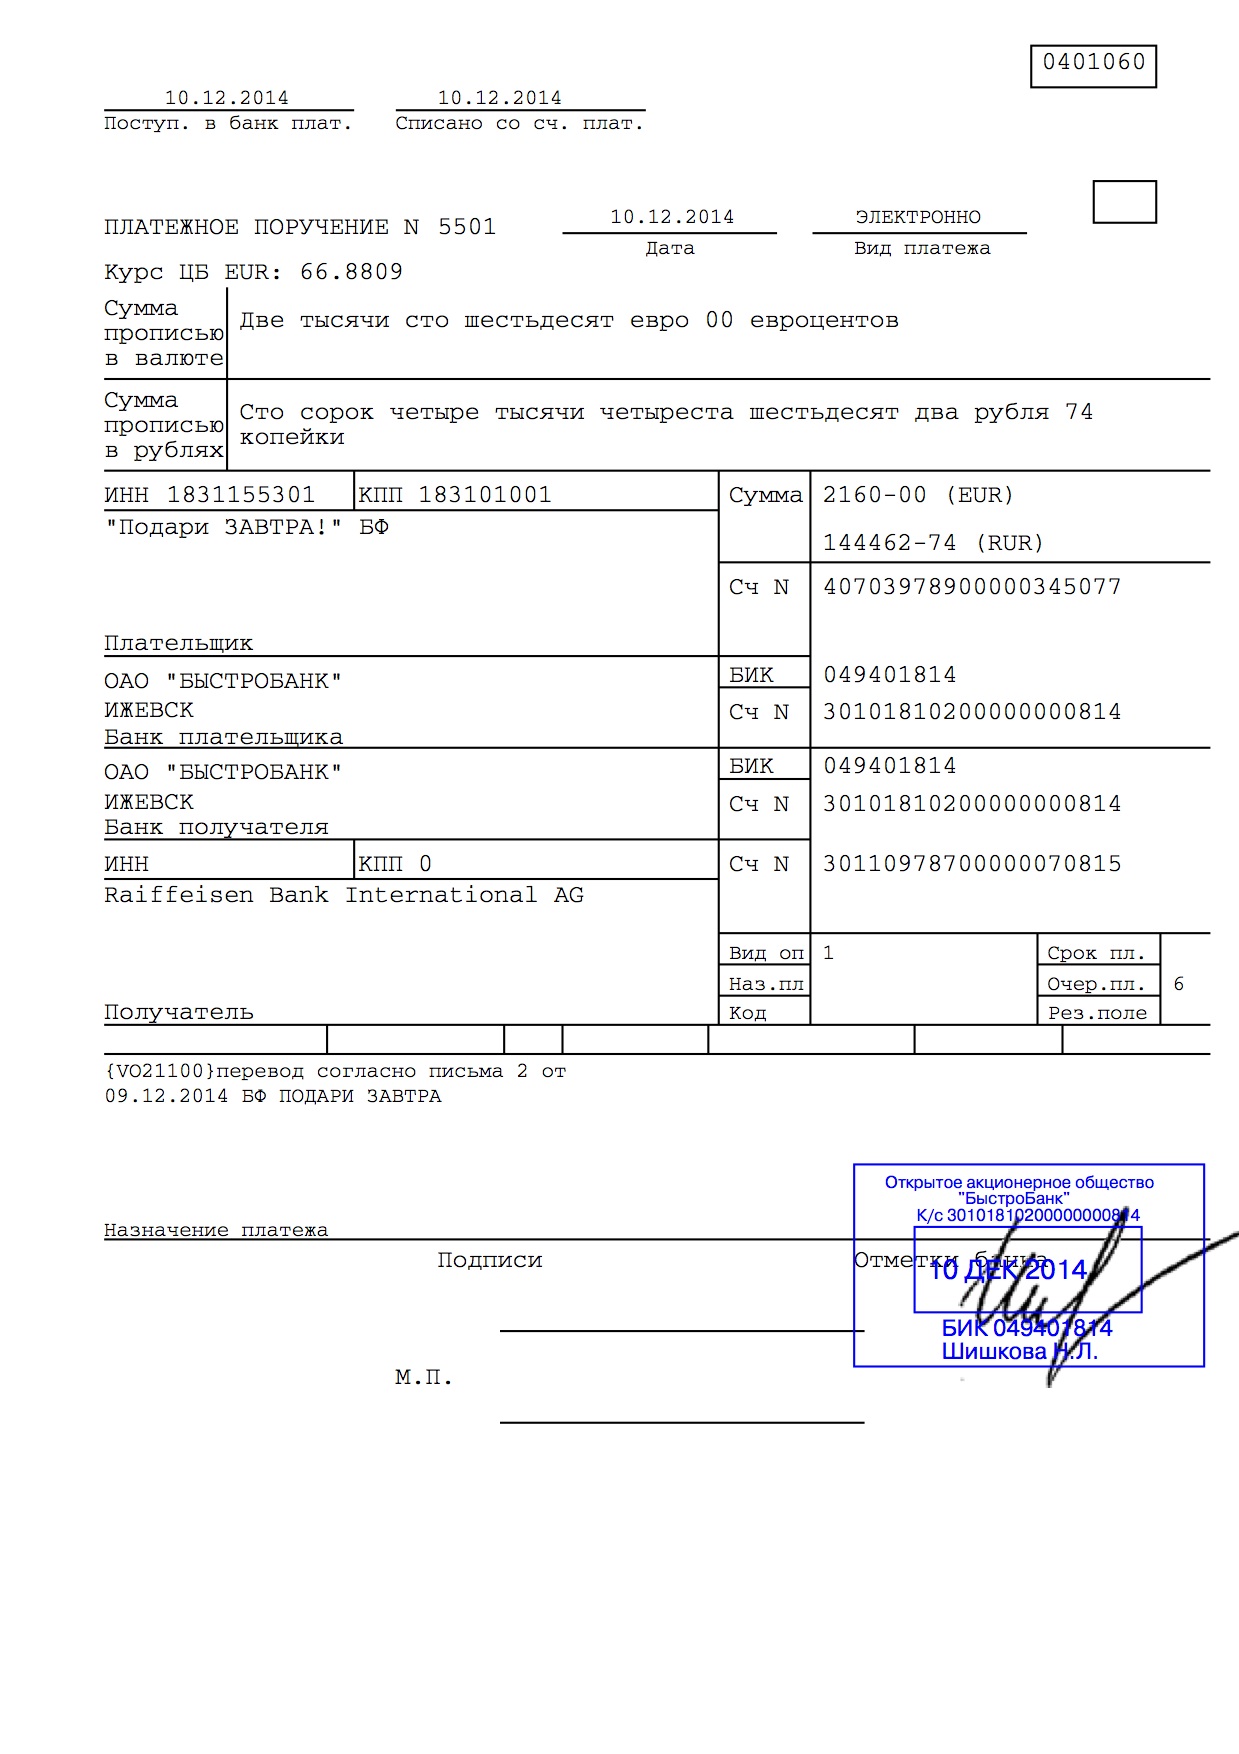 0401060
10.12.2014 10.12.2014
Поступ. в банк плат. Списано со сч. плат.
ПЛАТЕЖНОЕ ПОРУЧЕНИЕ N 5501 10.12.2014 ЭЛЕКТРОННО
Дата Вид платежа
Курс ЦБ EUR: 66.8809
Сумма
прописью
в валюте
Две тысячи сто шестьдесят евро 00 евроцентов
Сумма
прописью
в рублях
Сто сорок четыре тысячи четыреста шестьдесят два рубля 74
копейки
ИНН 1831155301 КПП 183101001 Сумма 2160-00 (EUR)
"Подари ЗАВТРА!" БФ
144462-74 (RUR)
Сч N 40703978900000345077
Плательщик
ОАО "БЫСТРОБАНК" БИК 049401814
ИЖЕВСК Сч N 30101810200000000814
Банк плательщика
ОАО "БЫСТРОБАНК" БИК 049401814
ИЖЕВСК Сч N 30101810200000000814
Банк получателя
ИНН КПП 0 Сч N 30110978700000070815
Raiffeisen Bank International AG
Вид оп 1 Срок пл.
Наз.пл Очер.пл. 6
Получатель Код Рез.поле
{VO21100}перевод согласно письма 2 от
09.12.2014 БФ ПОДАРИ ЗАВТРА
Открытое акционерное общество
"БыстроБанк"
К/с 30101810200000000814
Назначение платежа
Подписи Отметки банка
10 ДЕК 2014
БИК 049401814
Шишкова Н.Л.
М.П.